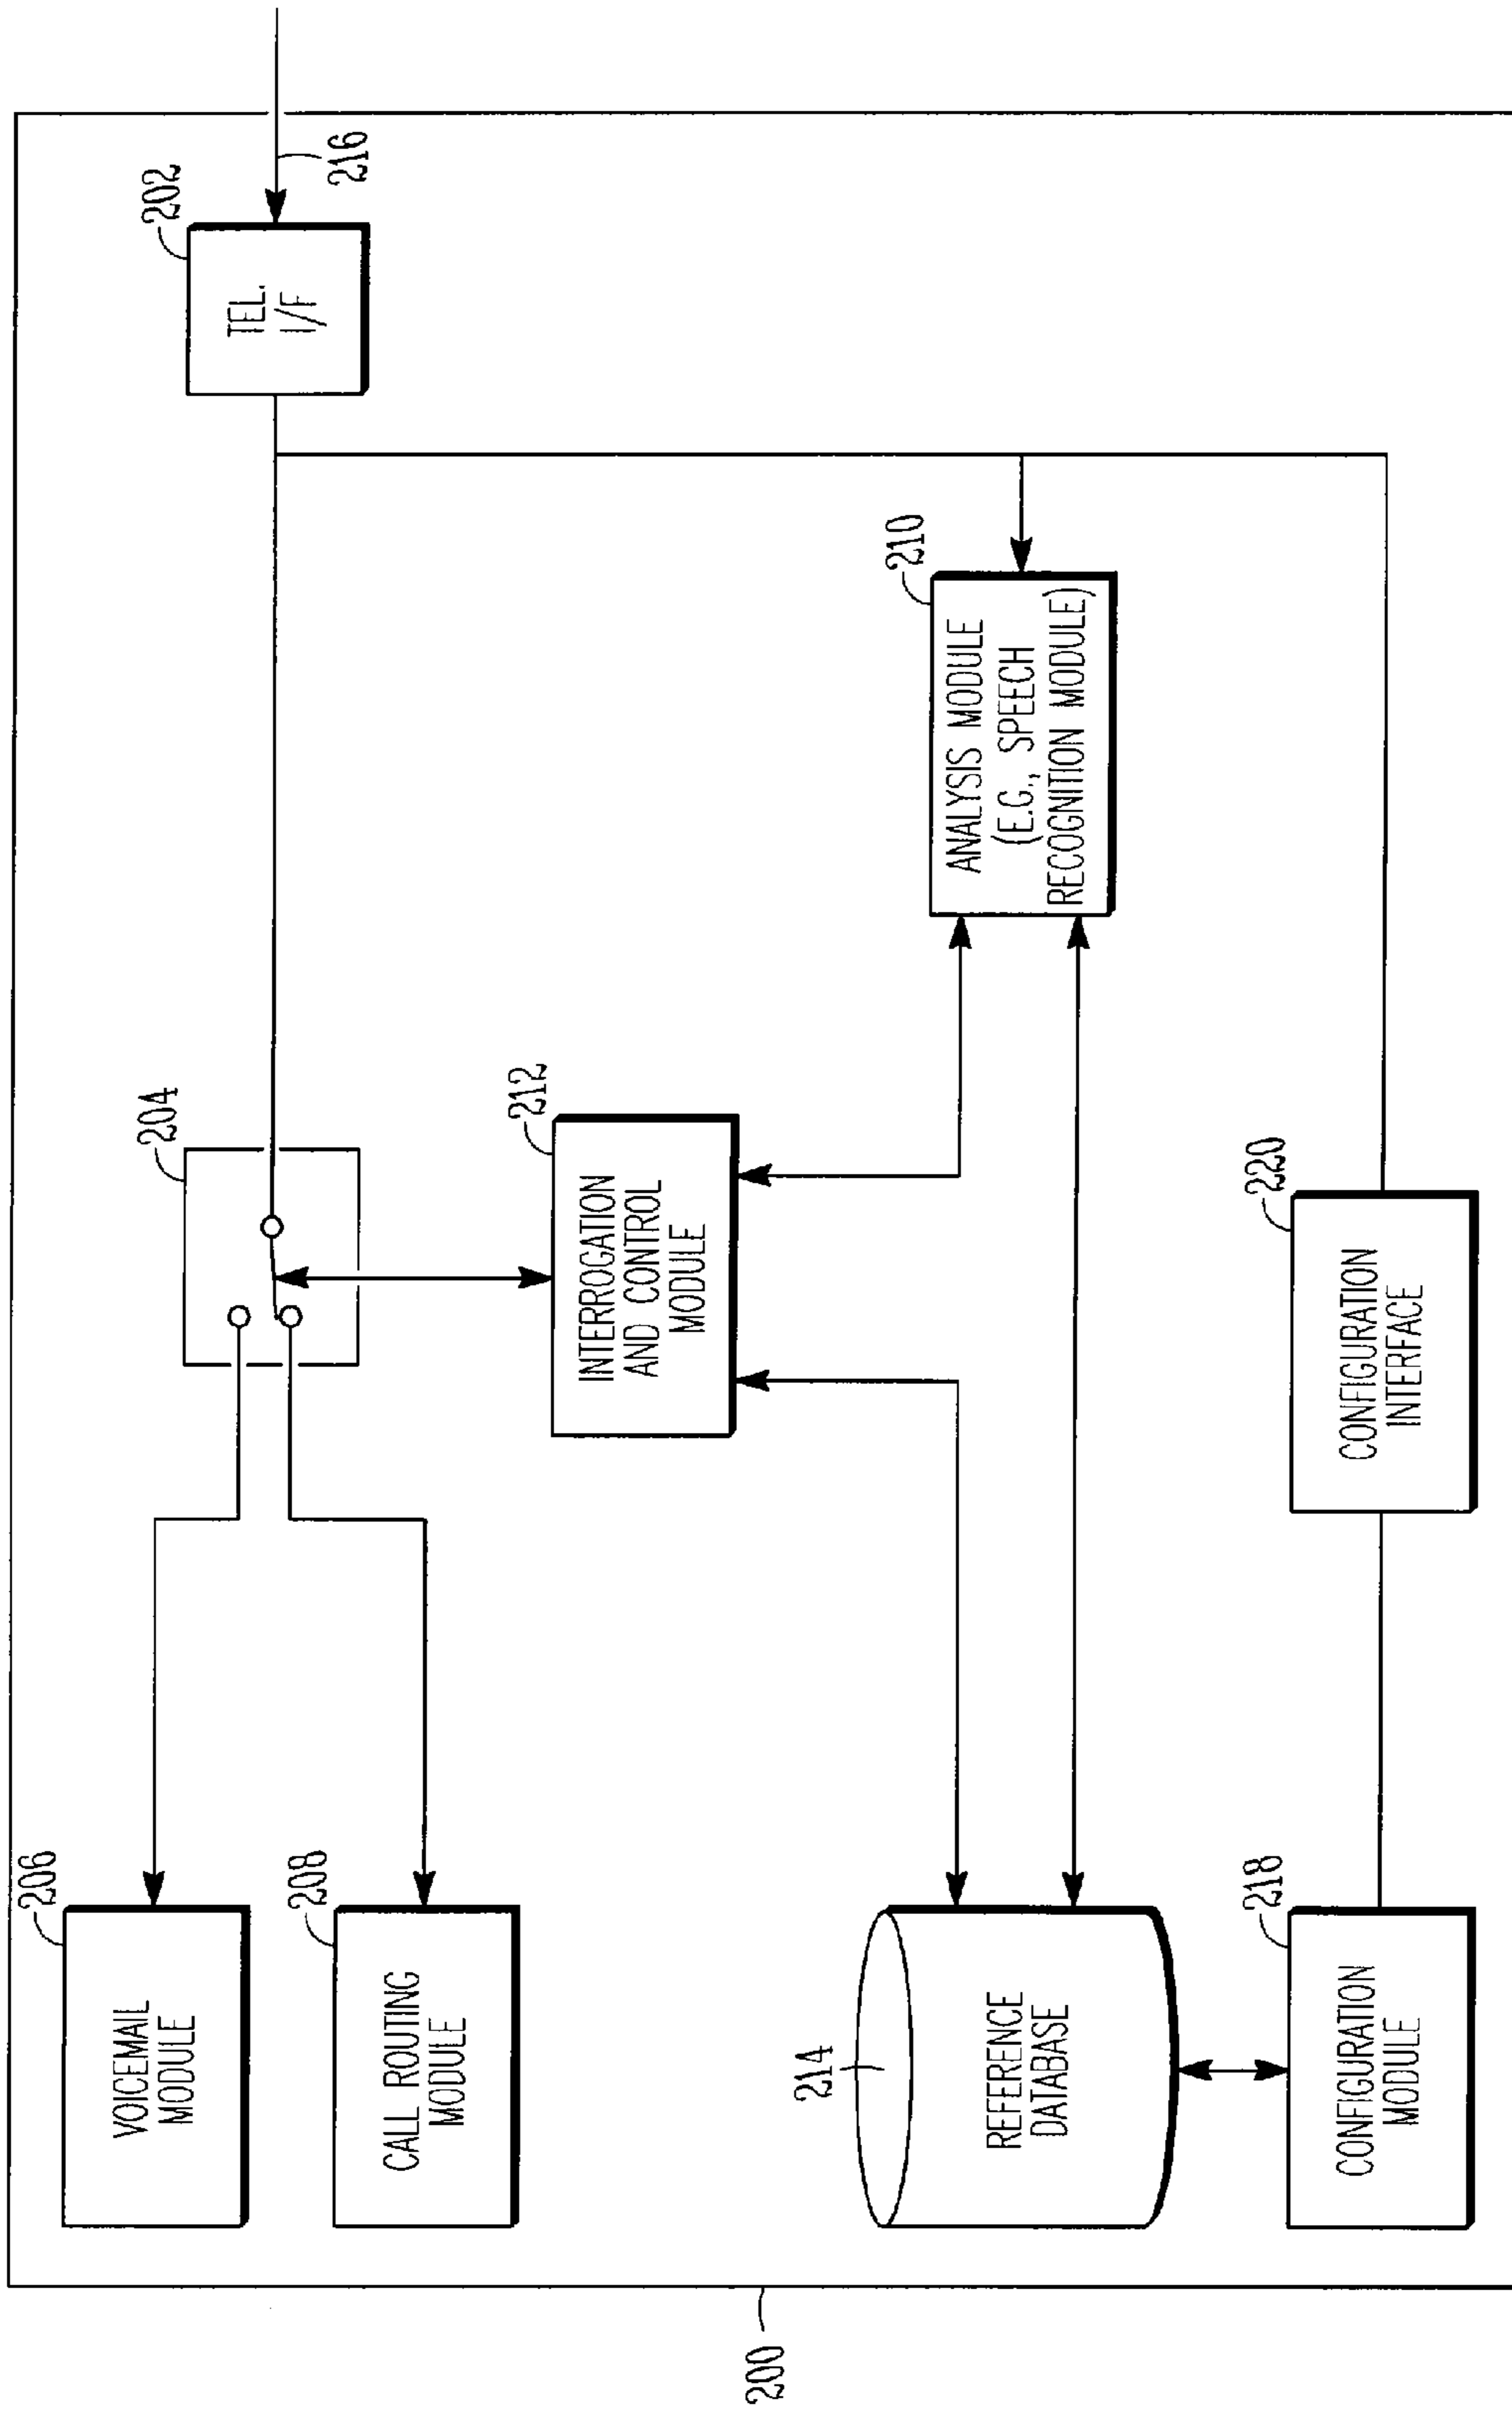 206
VOICEMAIL
MODULE
208
CALL ROUTING
MODULE
204
202
TEL.
I/F
216
212
INTERROGATION
AND CONTROL
MODULE
210
ANALYSIS MODULE
(E.G., SPEECH
RECOGNITION MODULE)
214
REFERENCE
DATABASE
218
CONFIGURATION
MODULE
220
CONFIGURATION
INTERFACE
200